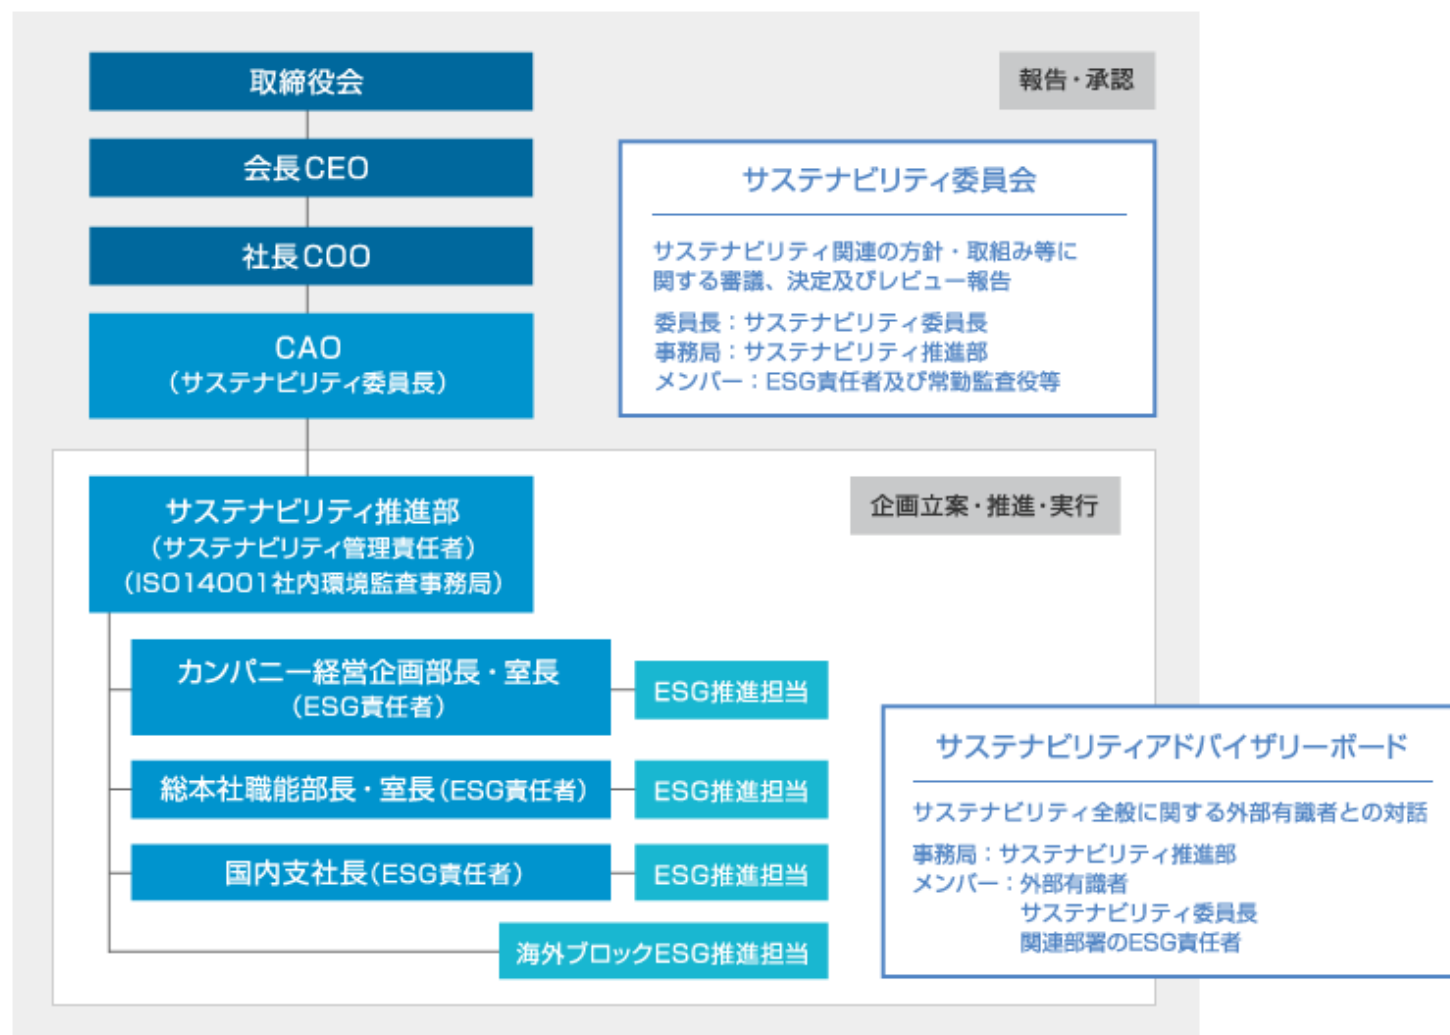 取締役会
報告・承認
会長CEO
社長COO
CAO
（サステナビリティ委員長）
サステナビリティ委員会
サステナビリティ関連の方針・取組み等に
関する審議、決定及びレビュー報告
委員長：サステナビリティ委員長
事務局：サステナビリティ推進部
メンバー：ESG責任者及び常勤監査役等
サステナビリティ推進部
（サステナビリティ管理責任者）
（ISO14001社内環境監査事務局）
企画立案・推進・実行
カンパニー経営企画部長・室長
（ESG責任者）
ESG推進担当
総本社職能部長・室長（ESG責任者）
ESG推進担当
国内支社長（ESG責任者）
ESG推進担当
海外ブロックESG推進担当
サステナビリティアドバイザリーボード
サステナビリティ全般に関する外部有識者との対話
事務局：サステナビリティ推進部
メンバー：外部有識者
サステナビリティ委員長
関連部署のESG責任者